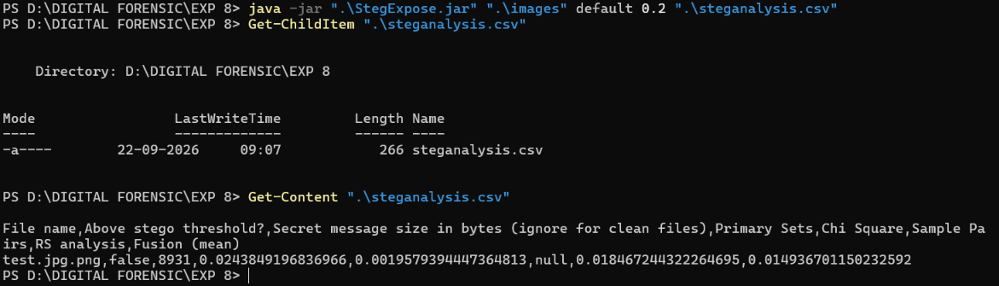 PS D:\DIGITAL FORENSIC\EXP 8> java -jar ".\StegExpose.jar" ".\images" default 0.2 ".\steganalysis.csv"
PS D:\DIGITAL FORENSIC\EXP 8> Get-ChildItem ".\steganalysis.csv"
Directory: D:\DIGITAL FORENSIC\EXP 8
Mode LastWriteTime Length Name
---- ------------- ------ ----
-a---- 22-09-2026 09:07 266 steganalysis.csv
PS D:\DIGITAL FORENSIC\EXP 8> Get-Content ".\steganalysis.csv"
File name,Above stego threshold?,Secret message size in bytes (ignore for clean files),Primary Sets,Chi Square,Sample Pa
irs,RS analysis,Fusion (mean)
test.jpg.png,false,8931,0.0243849196836966,0.0019579394447364813,null,0.018467244322264695,0.014936701150232592
PS D:\DIGITAL FORENSIC\EXP 8>